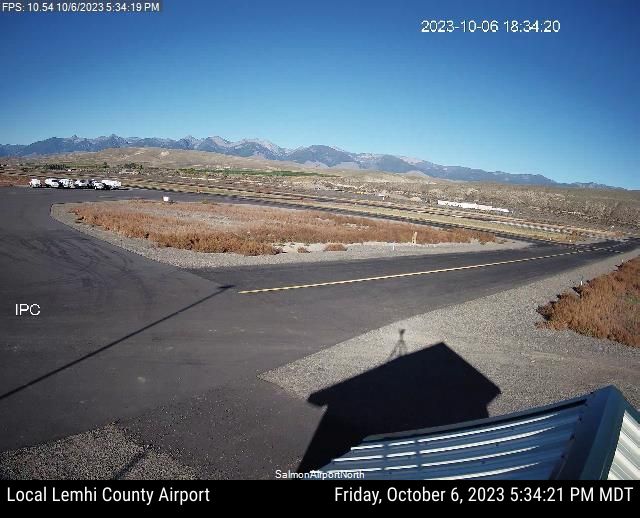 FPS: 10.54 10/6/2023 5:34:19 PM
2023-10-06 18:34:20
IPC
SalmonAirportNorth
Local Lemhi County Airport Friday, October 6, 2023 5:34:21 PM MDT